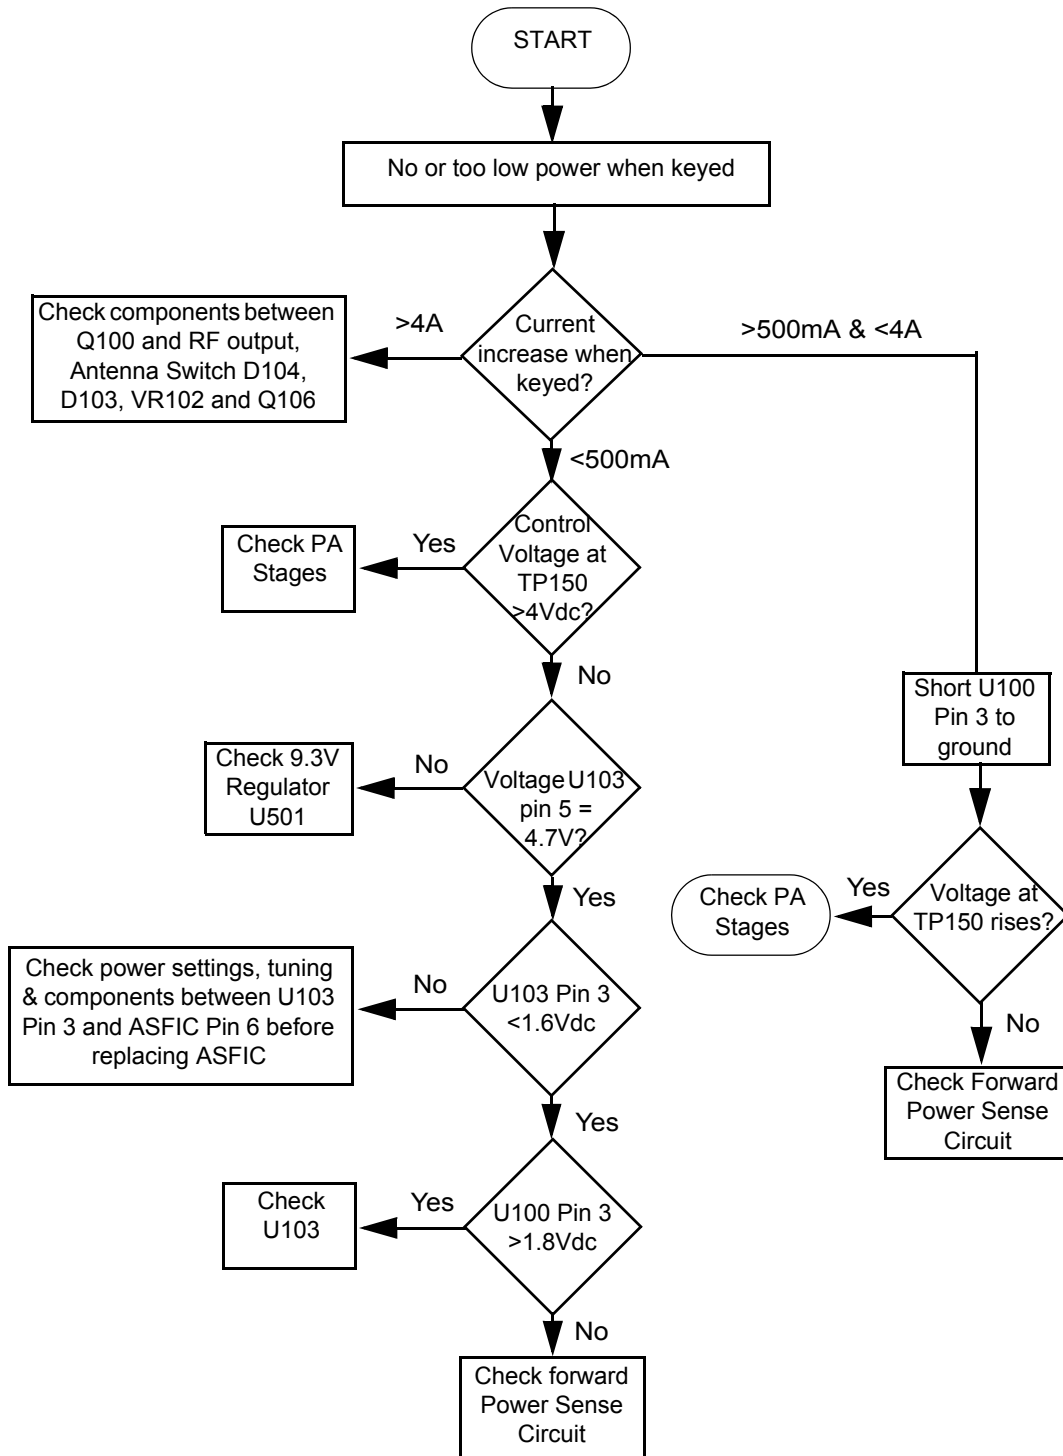 START
No or too low power when keyed
Check components between
Q100 and RF output,
Antenna Switch D104,
D103, VR102 and Q106
>4A
Current
increase when
keyed?
>500mA & <4A
<500mA
Control
Voltage at
TP150
>4Vdc?
Yes
Check PA
Stages
No
Short U100
Pin 3 to
ground
Check 9.3V
Regulator
U501
No
Voltage U103
pin 5 =
4.7V?
Yes
Check PA
Stages
Yes
Voltage at
TP150 rises?
Check power settings, tuning
& components between U103
Pin 3 and ASFIC Pin 6 before
replacing ASFIC
No
U103 Pin 3
<1.6Vdc
No
Check Forward
Power Sense
Circuit
Yes
Check
U103
Yes
U100 Pin 3
>1.8Vdc
No
Check forward
Power Sense
Circuit